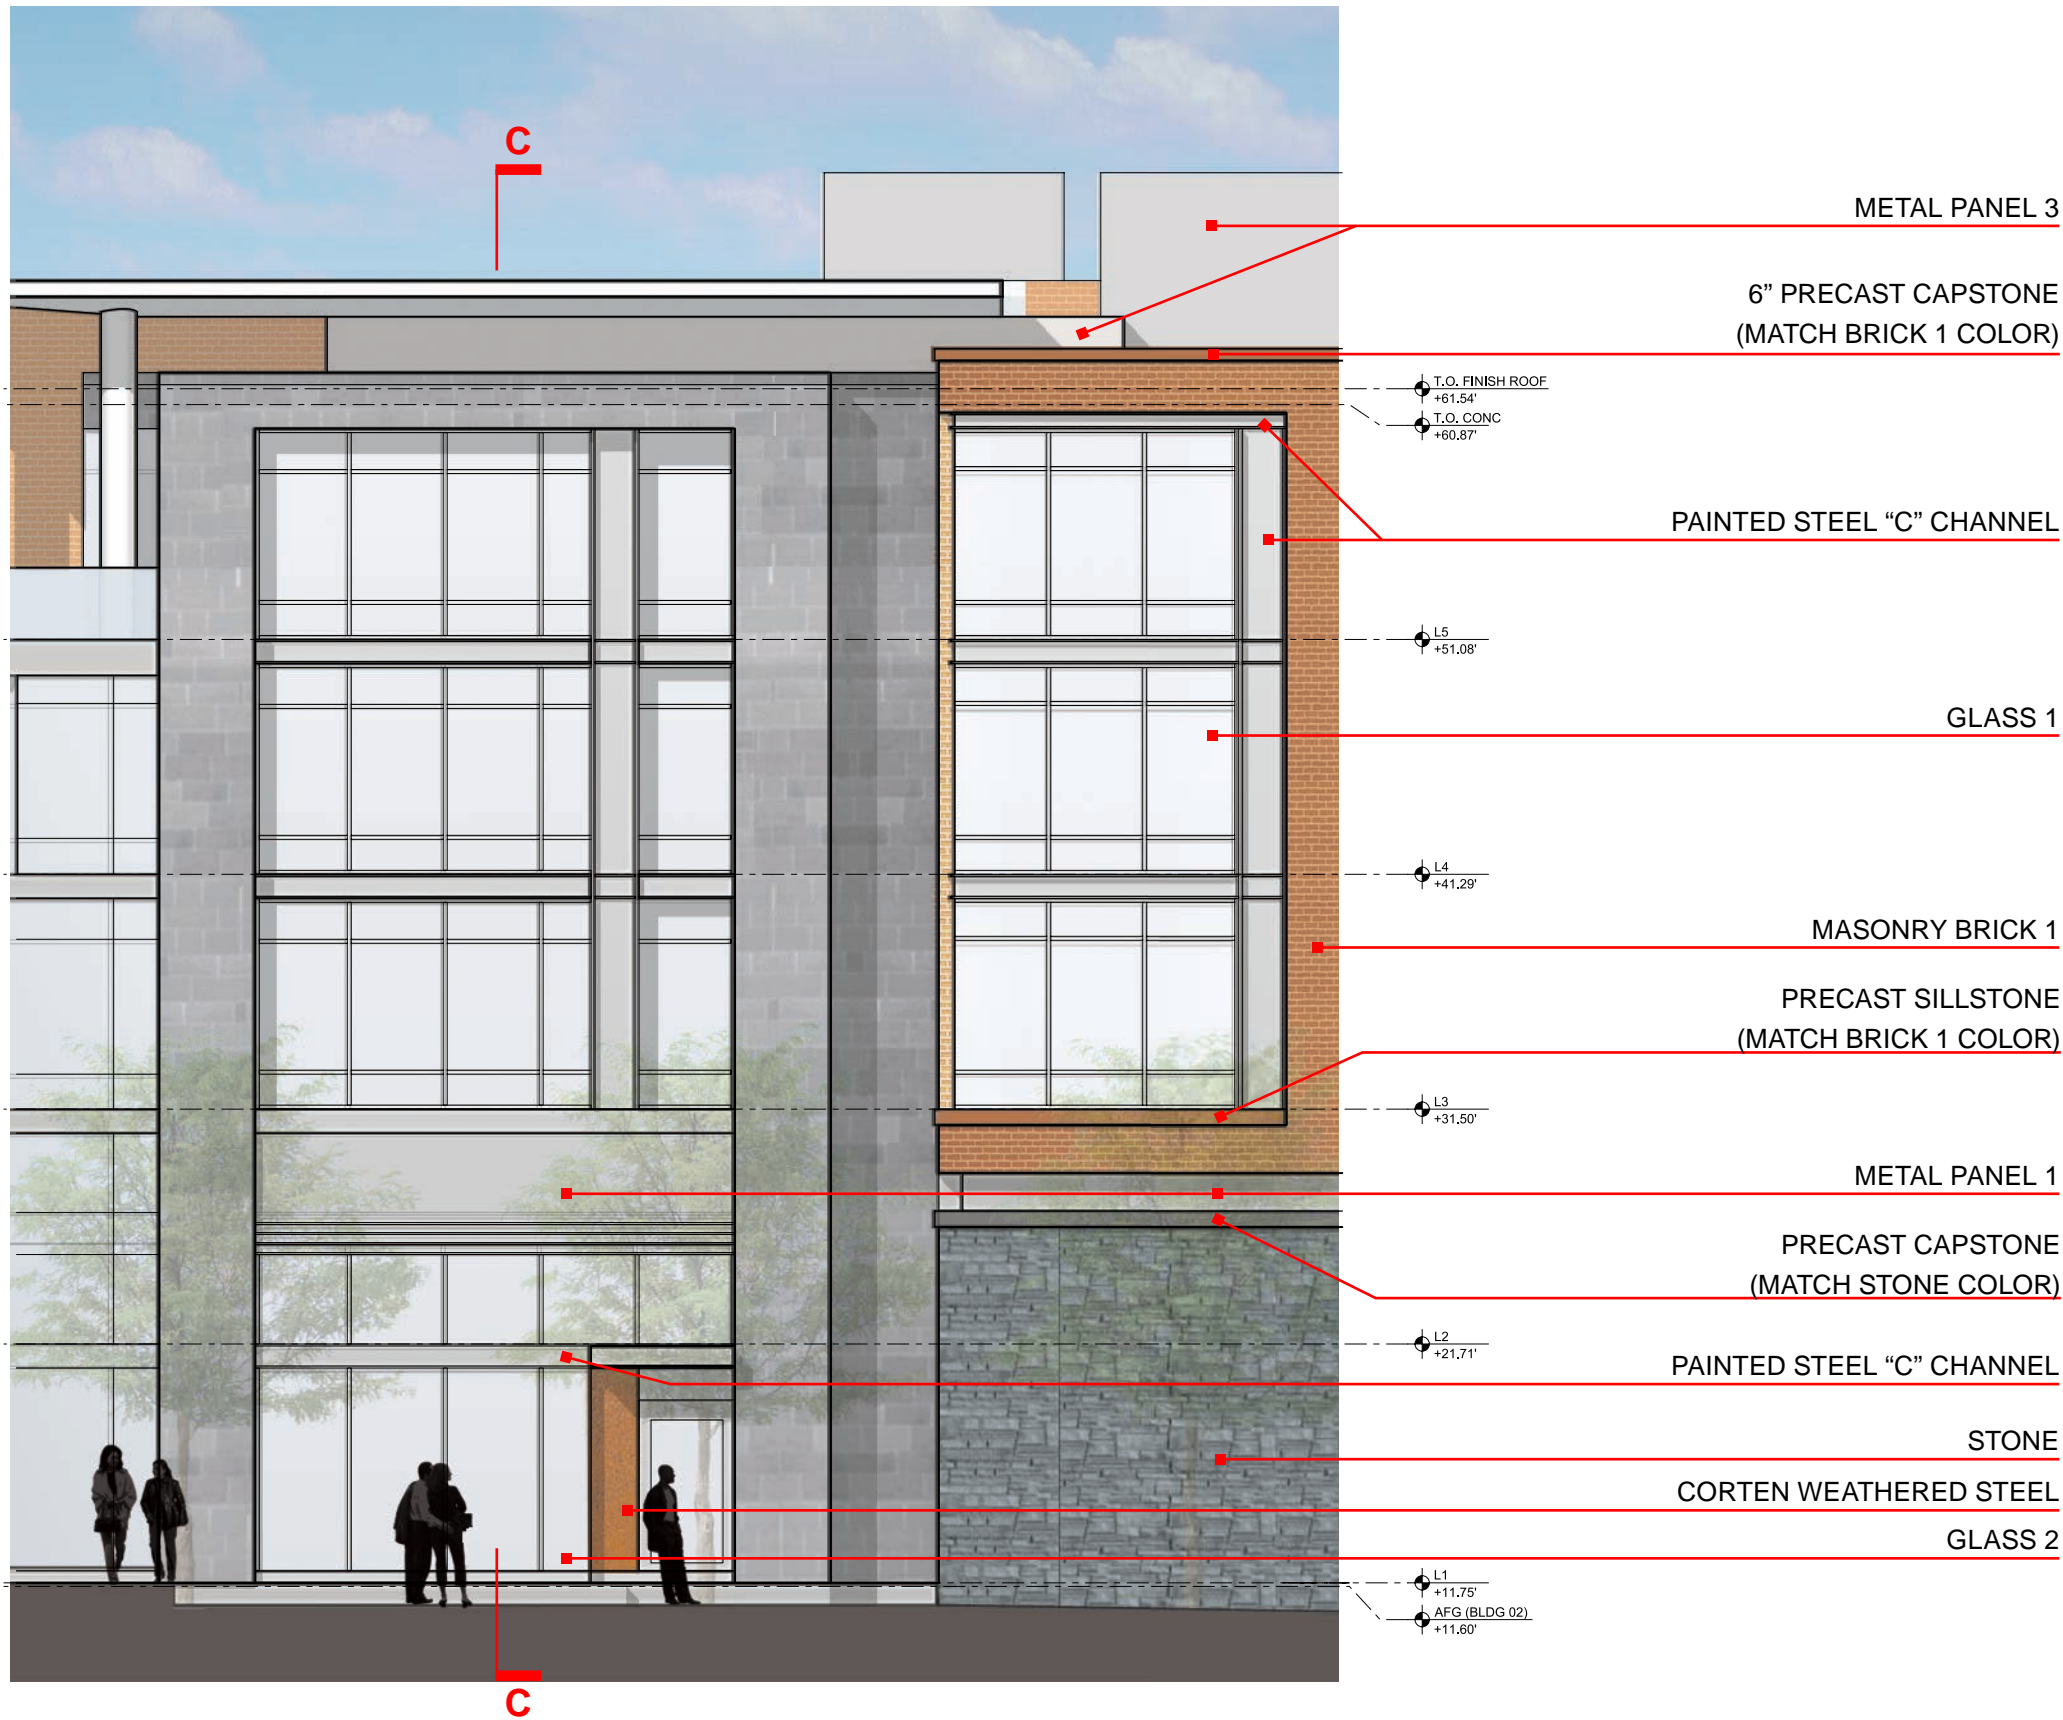 C
METAL PANEL 3
6” PRECAST CAPSTONE
(MATCH BRICK 1 COLOR)
T.O. FINISH ROOF
+61.54'
T.O. CONC
+60.87'
PAINTED STEEL “C” CHANNEL
L5
+51.08'
GLASS 1
L4
+41.29'
MASONRY BRICK 1
PRECAST SILLSTONE
(MATCH BRICK 1 COLOR)
L3
+31.50'
METAL PANEL 1
PRECAST CAPSTONE
(MATCH STONE COLOR)
L2
+21.71'
PAINTED STEEL “C” CHANNEL
STONE
CORTEN WEATHERED STEEL
GLASS 2
L1
+11.75'
AFG (BLDG 02)
+11.60'
C